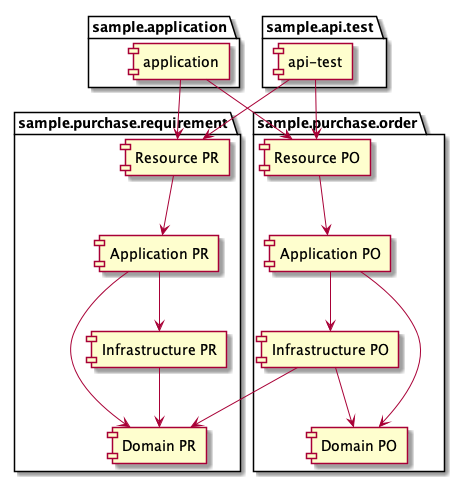 sample.application
sample.api.test
application
api-test
sample.purchase.requirement
sample.purchase.order
Resource PR
Resource PO
Application PR
Application PO
Infrastructure PR
Infrastructure PO
Domain PR
Domain PO